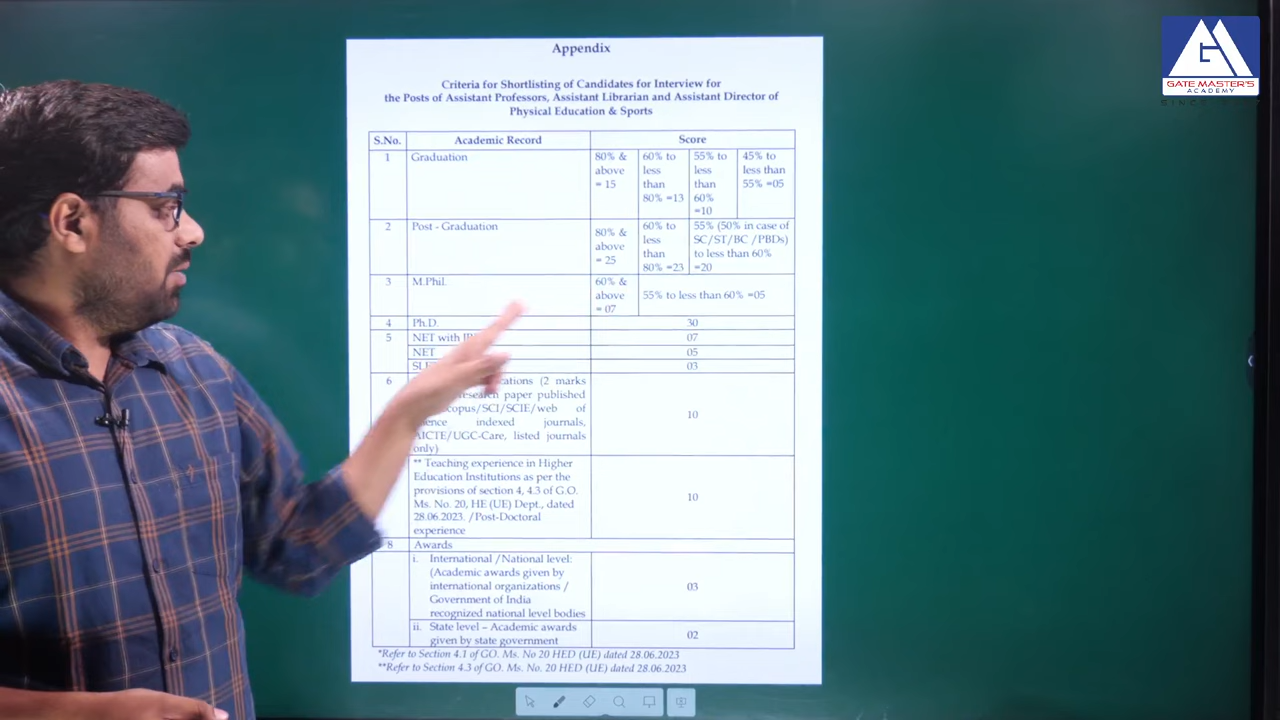 GATE MASTER'S
ACADEMY
Appendix
Criteria for Shortlisting of Candidates for Interview for
the Posts of Assistant Professors, Assistant Librarian and Assistant Director of
Physical Education & Sports
S.No. Academic Record Score
1 Graduation 80% & above = 15 60% to less than 80% =13 55% to less than 60% =10 45% to less than 55% =05
2 Post - Graduation 80% & above = 25 60% to less than 80% =23 55% (50% in case of SC/ST/BC /PBDs) to less than 60% =20
3 M.Phil. 60% & above = 07 55% to less than 60% =05
4 Ph.D. 30
5 NET with 07
NET 05
03
6 (2 marks
research paper published
of
indexed journals,
AICTE/UGC-Care, listed journals
only)
10
** Teaching experience in Higher
Education Institutions as per the
provisions of section 4, 4.3 of G.O.
Ms. No. 20, HE (UE) Dept., dated
28.06.2023. /Post-Doctoral
experience
10
8 Awards
i. International /National level:
(Academic awards given by
international organizations /
Government of India
recognized national level bodies
03
ii. State level – Academic awards
given by state government
02
*Refer to Section 4.1 of GO. Ms. No 20 HED (UE) dated 28.06.2023
**Refer to Section 4.3 of GO. Ms. No. 20 HED (UE) dated 28.06.2023